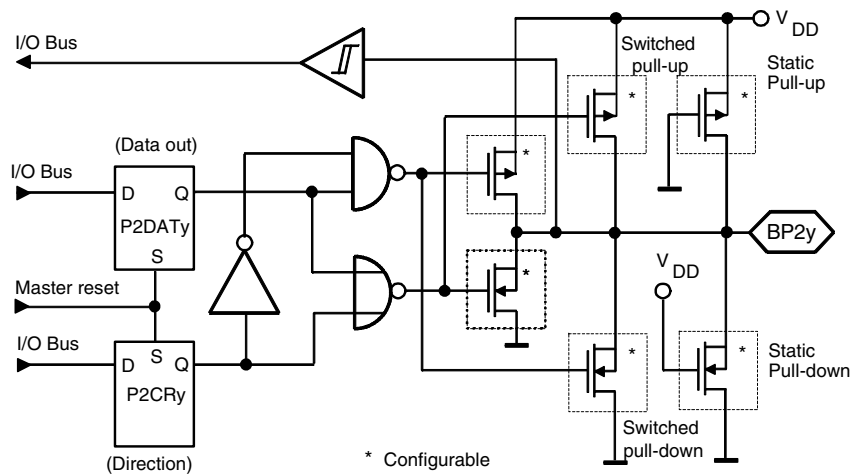 I/O Bus
V
DD
Switched
pull-up
*
Static
Pull-up
*
(Data out)
*
I/O Bus
D
Q
P2DATy
S
BP2y
V
DD
*
Master reset
I/O Bus
S
D
Q
P2CRy
*
*
Static
Pull-down
Switched
pull-down
(Direction)
* Configurable